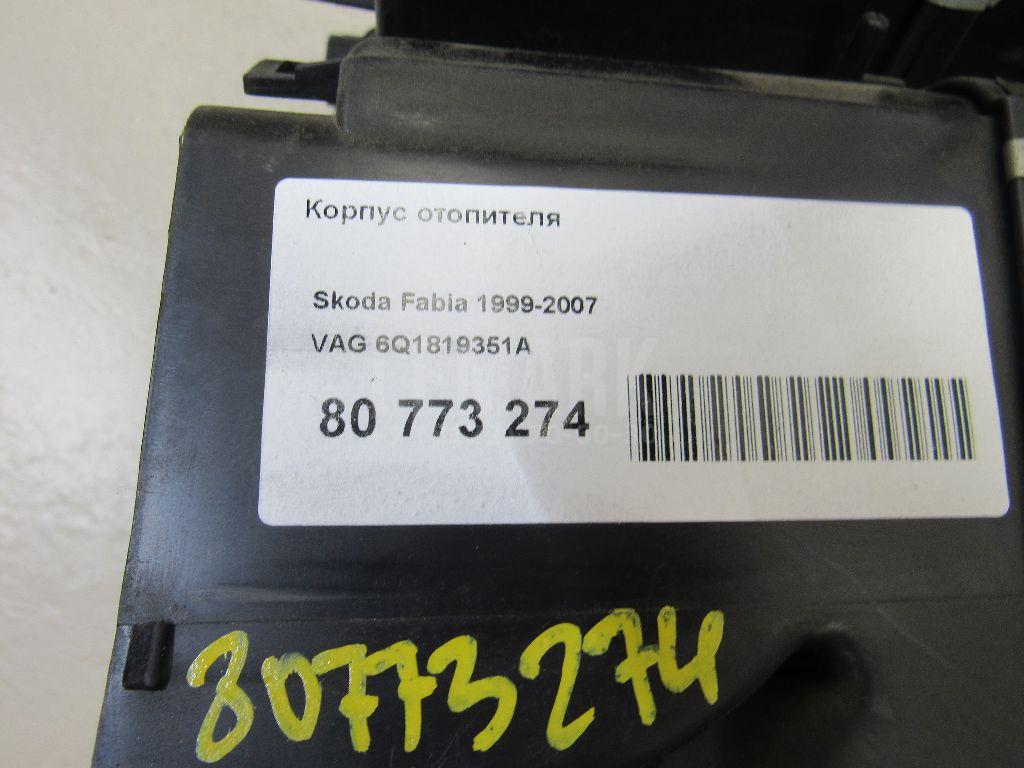 Корпус отопителя
Skoda Fabia 1999-2007
VAG 6Q1819351A
80 773 274
80773274